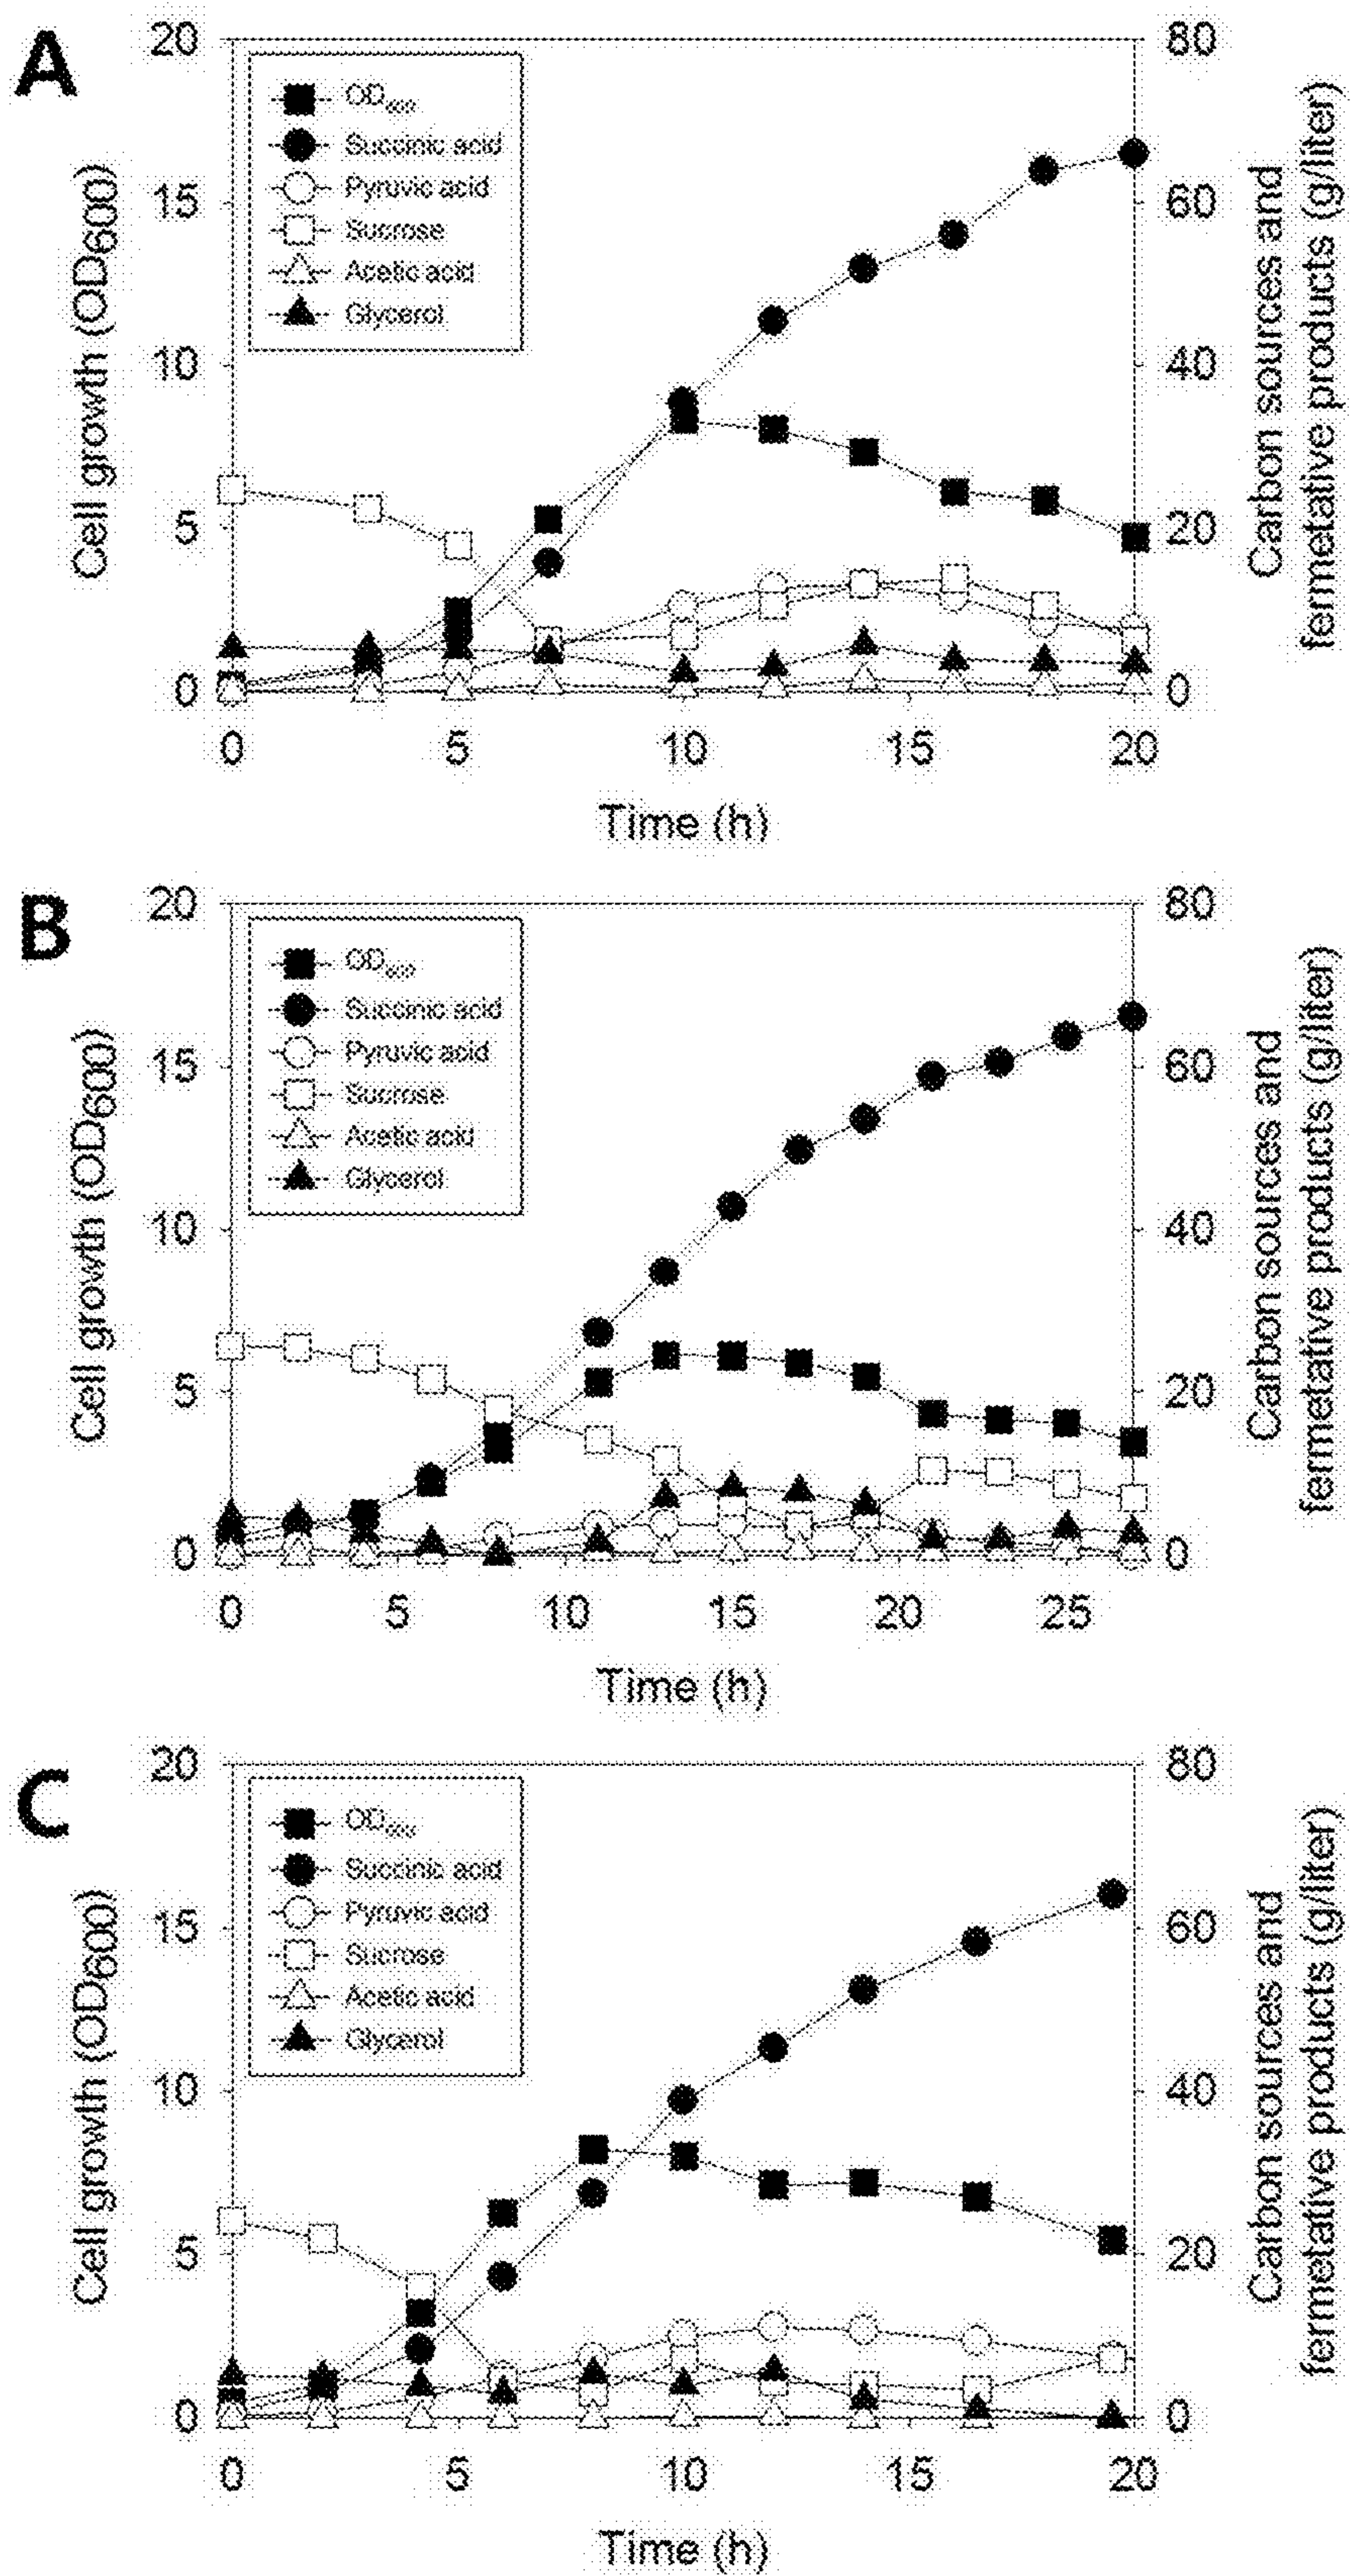 A
20
15
10
5
0
Cell growth (OD600)
OD600
Succinic acid
Pyruvic acid
Sucrose
Acetic acid
Glycerol
80
60
40
20
0
Carbon sources and
fermetative products (g/liter)
0 5 10 15 20
Time (h)
B
20
15
10
5
0
Cell growth (OD600)
OD600
Succinic acid
Pyruvic acid
Sucrose
Acetic acid
Glycerol
80
60
40
20
0
Carbon sources and
fermetative products (g/liter)
0 5 10 15 20 25
Time (h)
C
20
15
10
5
0
Cell growth (OD600)
OD600
Succinic acid
Pyruvic acid
Sucrose
Acetic acid
Glycerol
80
60
40
20
0
Carbon sources and
fermetative products (g/liter)
0 5 10 15 20
Time (h)